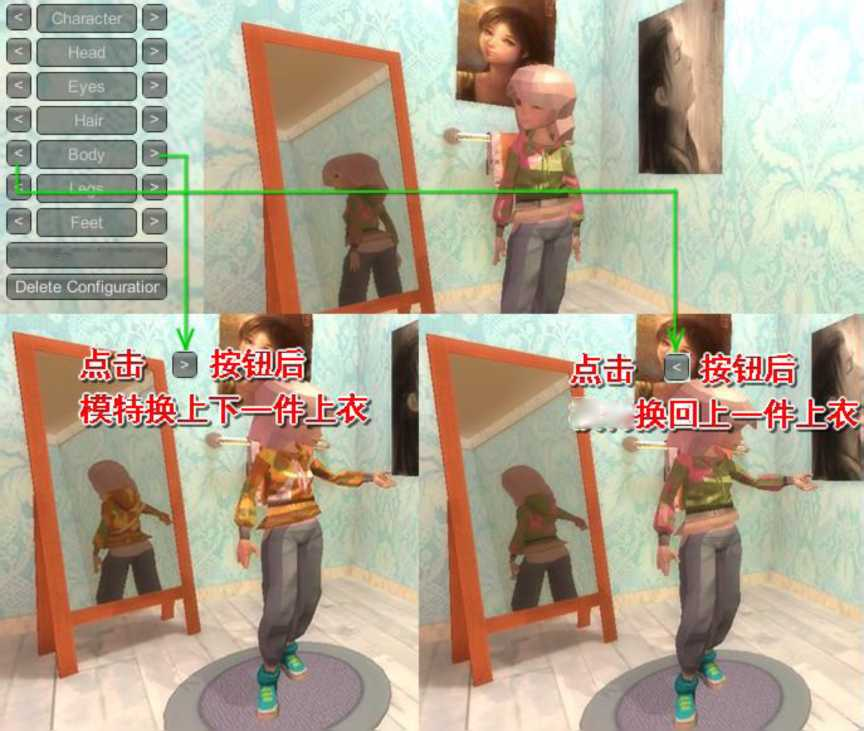 < Character >
< Head >
< Eyes >
< Hair >
< Body >
< Legs >
< Feet >
Delete Configuration
点击 > 按钮后
模特换上下一件上衣
点击 < 按钮后
换回上一件上衣